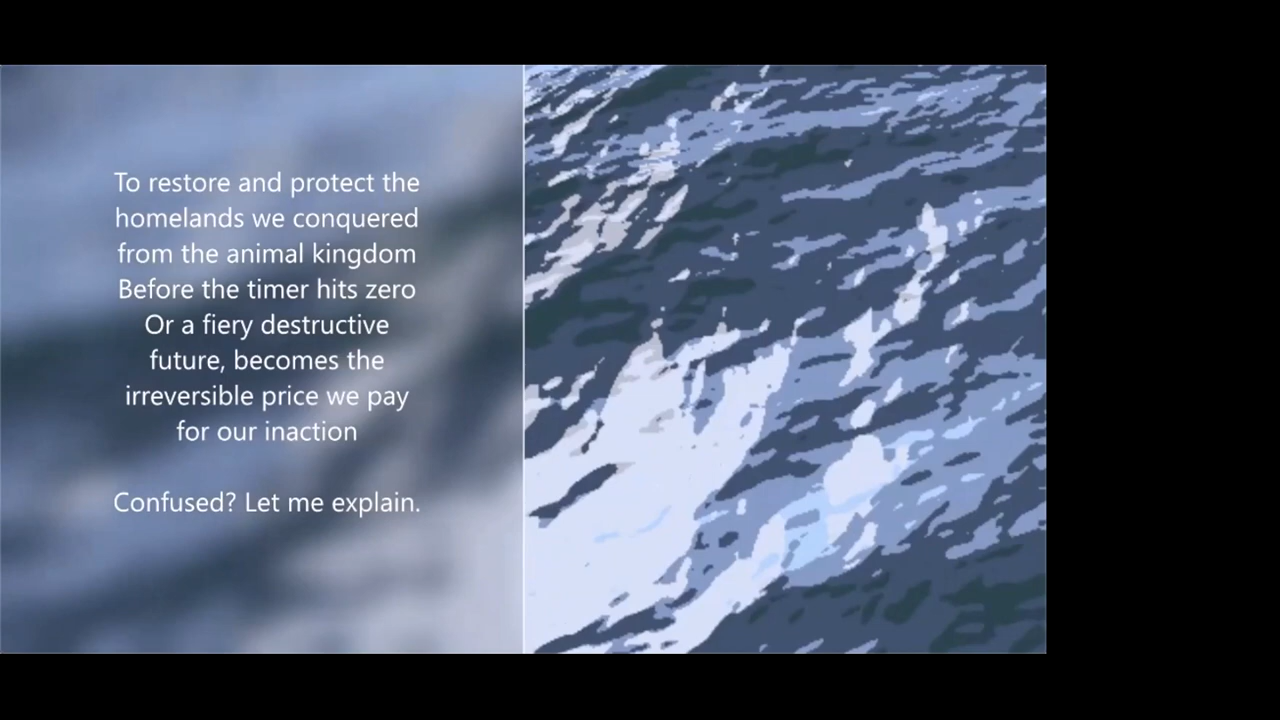 To restore and protect the
homelands we conquered
from the animal kingdom
Before the timer hits zero
Or a fiery destructive
future, becomes the
irreversible price we pay
for our inaction
Confused? Let me explain.